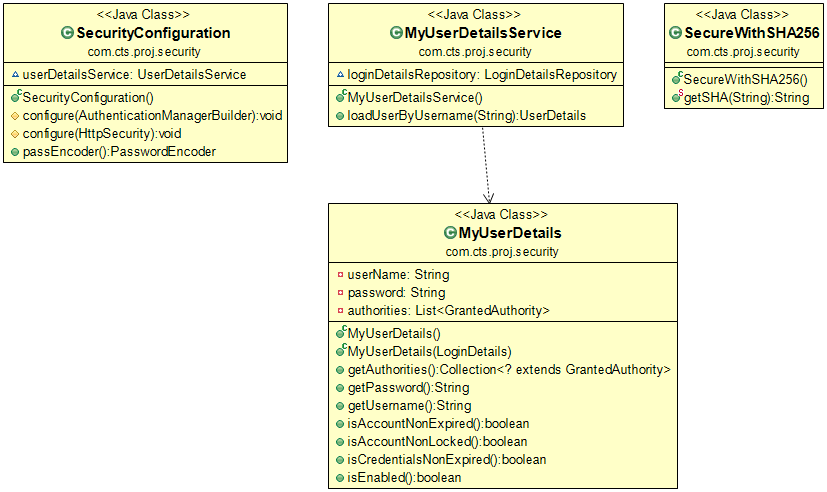 <<Java Class>>
SecurityConfiguration
com.cts.proj.security
userDetailsService: UserDetailsService
SecurityConfiguration()
configure(AuthenticationManagerBuilder):void
configure(HttpSecurity):void
passEncoder():PasswordEncoder
<<Java Class>>
MyUserDetailsService
com.cts.proj.security
loginDetailsRepository: LoginDetailsRepository
MyUserDetailsService()
loadUserByUsername(String):UserDetails
<<Java Class>>
SecureWithSHA256
com.cts.proj.security
SecureWithSHA256()
getSHA(String):String
<<Java Class>>
MyUserDetails
com.cts.proj.security
userName: String
password: String
authorities: List<GrantedAuthority>
MyUserDetails()
MyUserDetails(LoginDetails)
getAuthorities():Collection<? extends GrantedAuthority>
getPassword():String
getUsername():String
isAccountNonExpired():boolean
isAccountNonLocked():boolean
isCredentialsNonExpired():boolean
isEnabled():boolean